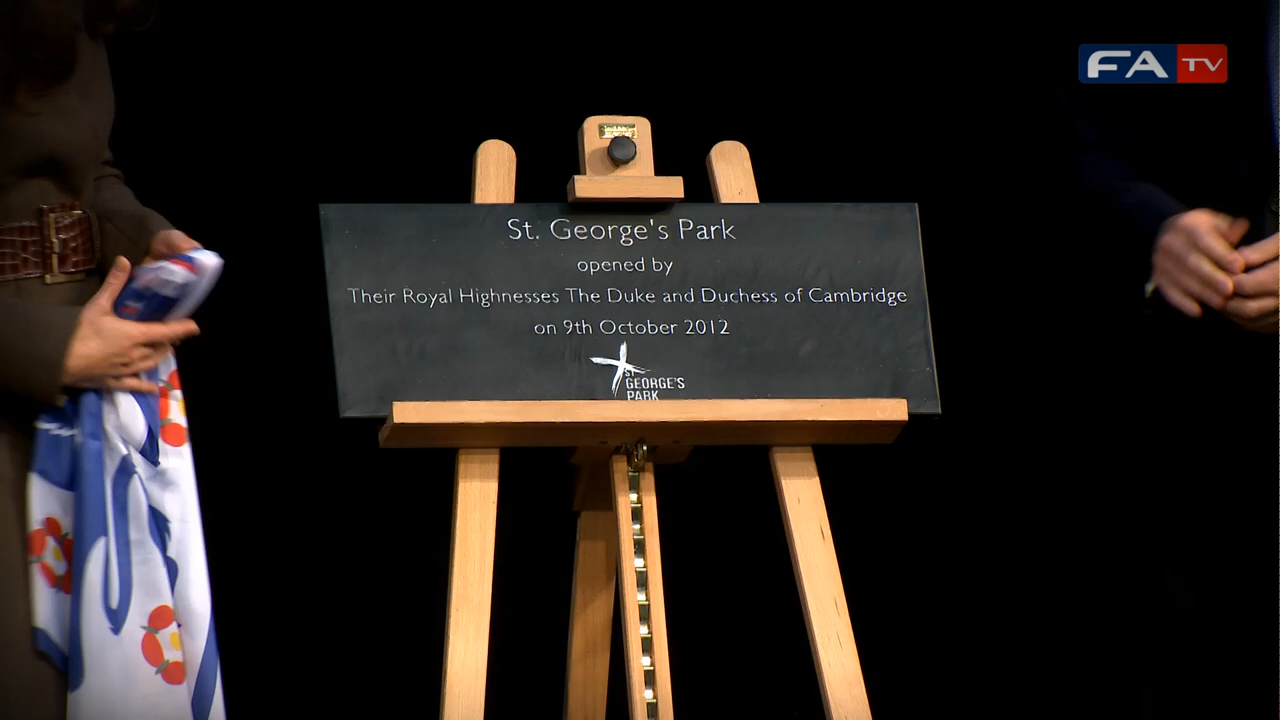 FA TV
St. George's Park
opened by
Their Royal Highnesses The Duke and Duchess of Cambridge
on 9th October 2012
ST
GEORGE'S
PARK